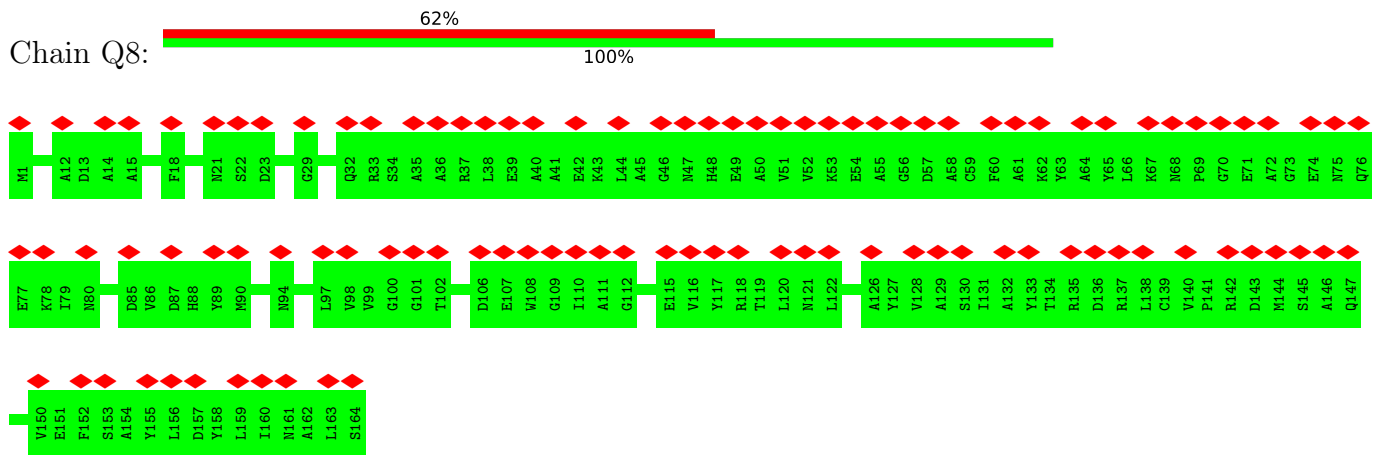 62%
Chain Q8:
100%
M1 A12 D13 A14 A15 F18 N21 S22 D23 G29 Q32 R33 S34 A35 A36 R37 L38 E39 A40 A41 E42 K43 L44 A45 G46 N47 H48 E49 A50 V51 V52 K53 E54 A55 G56 D57 A58 C59 F60 A61 K62 Y63 A64 Y65 L66 K67 N68 P69 G70 E71 A72 G73 E74 N75 Q76
E77 K78 I79 N80 D85 V86 D87 H88 Y89 M90 N94 L97 V98 V99 G100 G101 T102 D106 E107 W108 G109 I110 A111 G112 E115 V116 Y117 R118 T119 L120 N121 L122 A126 Y127 V128 A129 S130 I131 A132 Y133 T134 R135 D136 R137 L138 C139 V140 P141 R142 D143 M144 S145 A146 Q147
V150 E151 F152 S153 A154 Y155 L156 D157 Y158 L159 I160 N161 A162 L163 S164